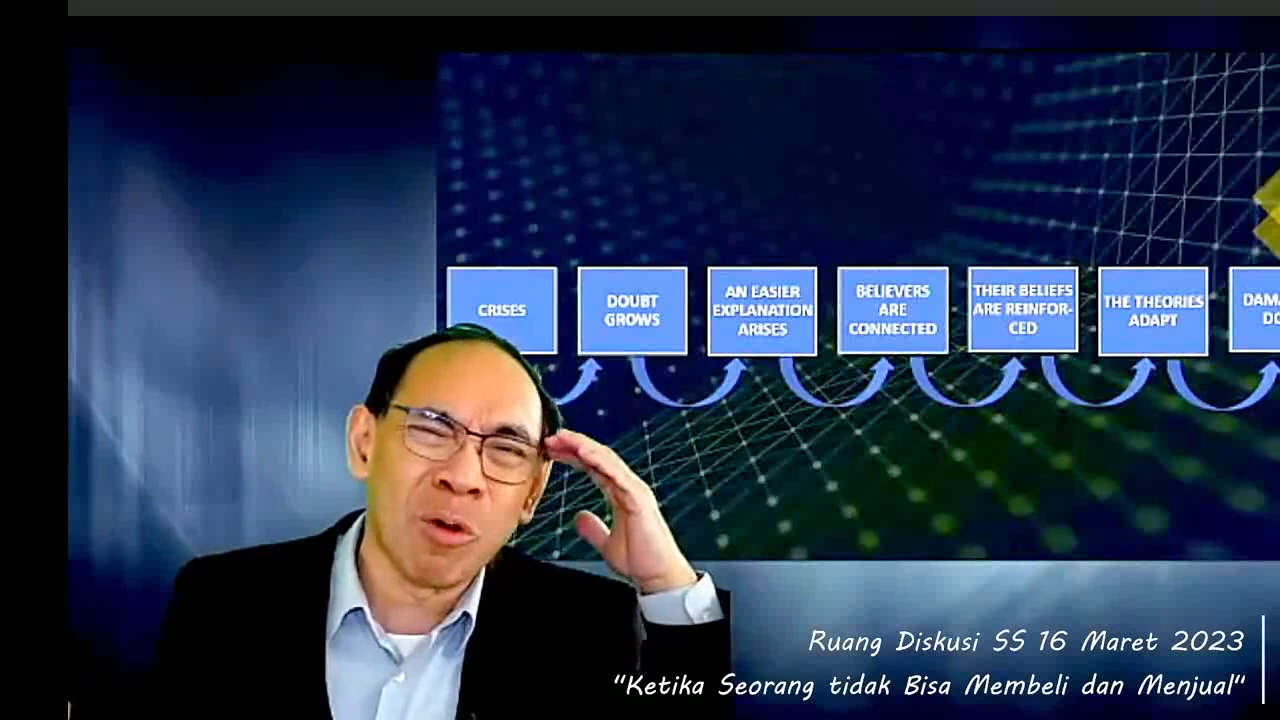 CRISES
DOUBT
GROWS
AN EASIER
EXPLANATION
ARISES
BELIEVERS
ARE
CONNECTED
THEIR BELIEFS
ARE REINFOR-
CED
THE THEORIES
ADAPT
Ruang Diskusi SS 16 Maret 2023
"Ketika Seorang tidak Bisa Membeli dan Menjual"